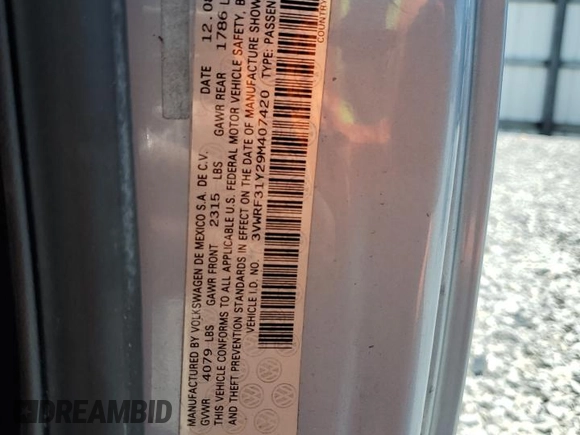 MANUFACTURED BY VOLKSWAGEN DE MEXICO S.A. DE C.V. DATE 12.08
GVWR 4079 LBS GAWR FRONT 2315 LBS GAWR REAR 1786
THIS VEHICLE CONFORMS TO ALL APPLICABLE U.S. FEDERAL MOTOR VEHICLE SAFETY,
AND THEFT PREVENTION STANDARDS IN EFFECT ON THE DATE OF MANUFACTURE SHOW
VEHICLE I.D. NO. 3VWRF31Y29M407420 TYPE: PASSEN
COUNTRY
DREAMBID